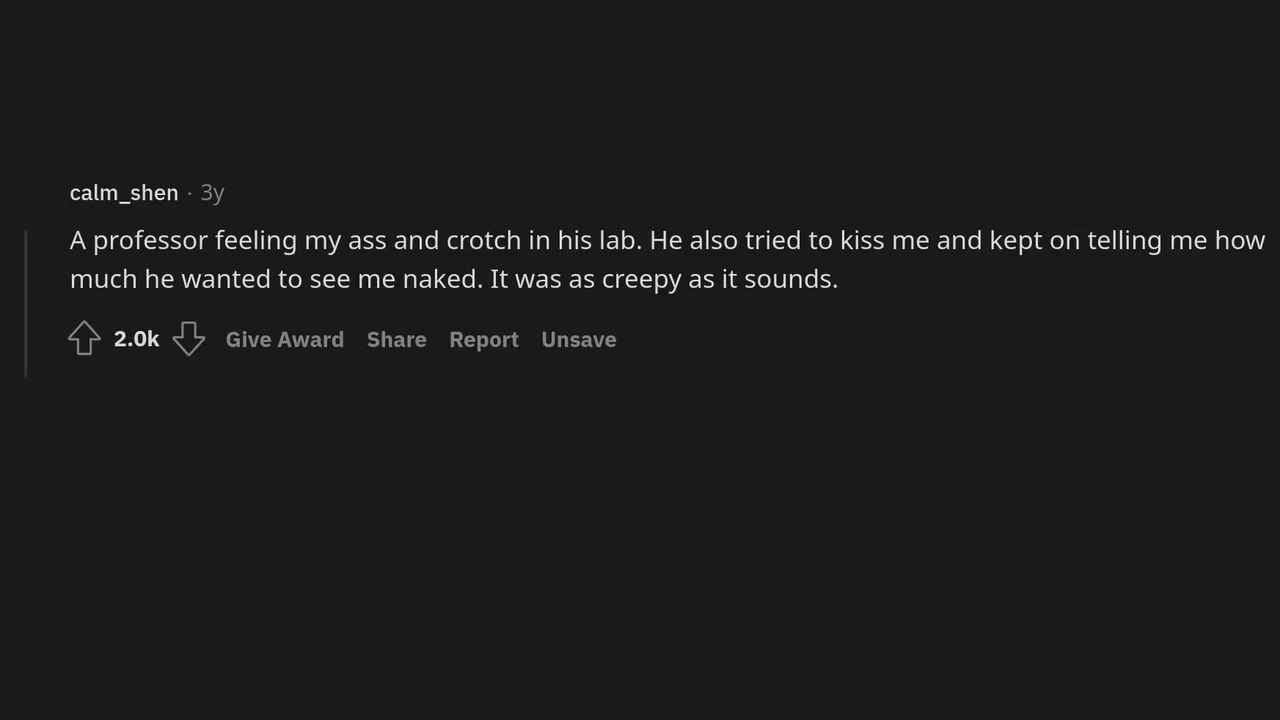 calm_shen · 3y
A professor feeling my ass and crotch in his lab. He also tried to kiss me and kept on telling me how
much he wanted to see me naked. It was as creepy as it sounds.
2.0k Give Award Share Report Unsave